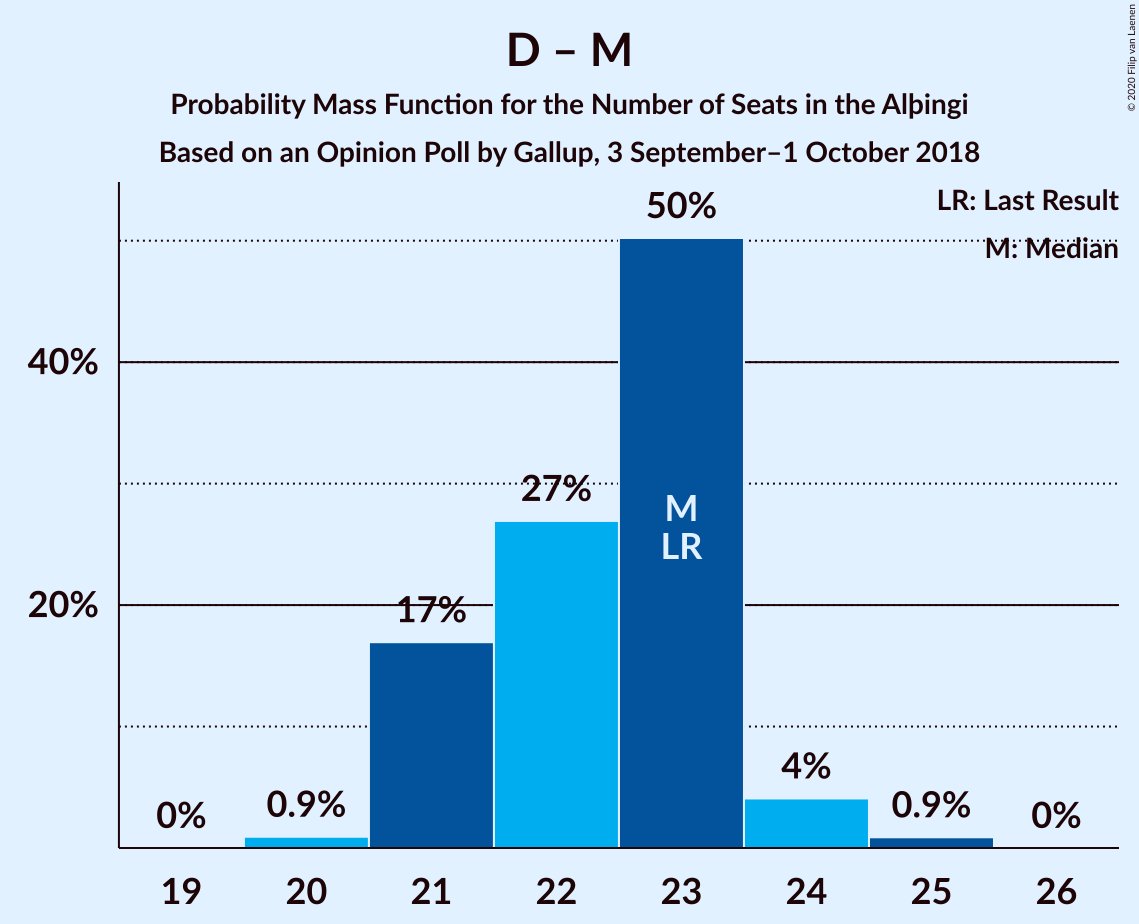 D – M
Probability Mass Function for the Number of Seats in the Alþingi
Based on an Opinion Poll by Gallup, 3 September–1 October 2018
© 2020 Filip van Laenen
LR: Last Result
M: Median
50%
40%
27%
M
LR
20%
17%
4%
0%
0.9%
0.9%
0%
19 20 21 22 23 24 25 26